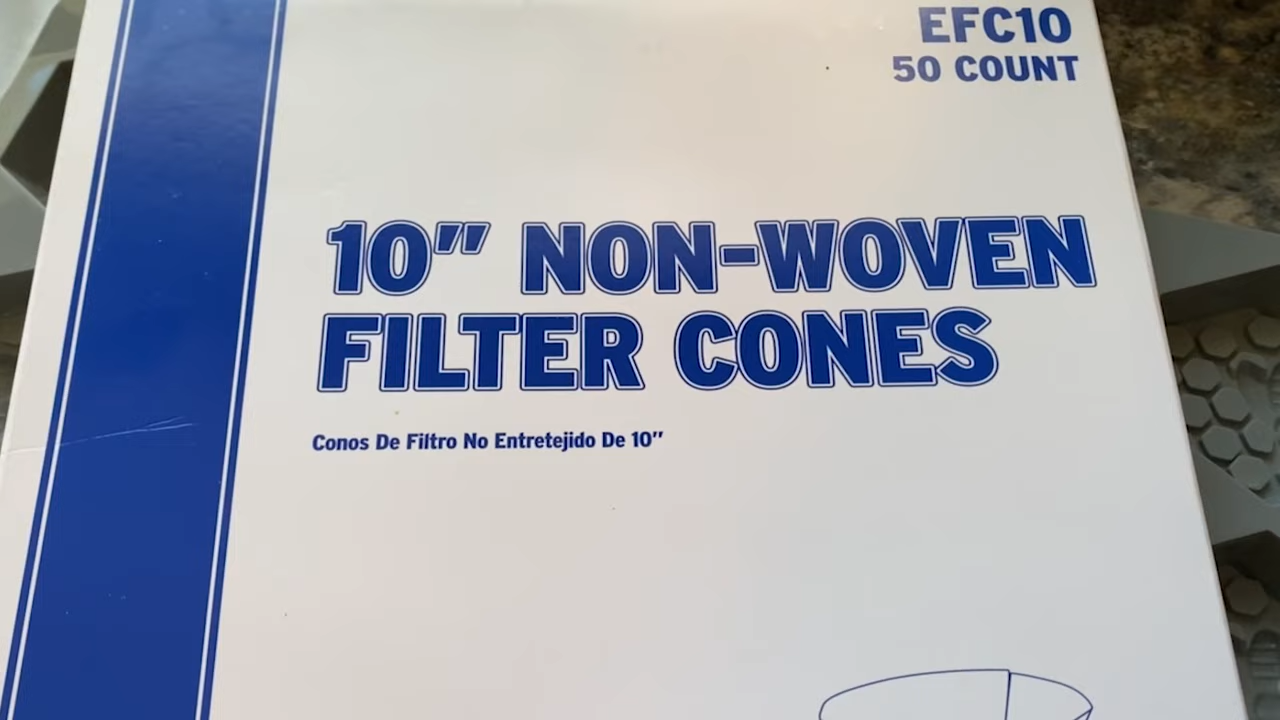 EFC10
50 COUNT
10" NON-WOVEN
FILTER CONES
Conos De Filtro No Entretejido De 10"